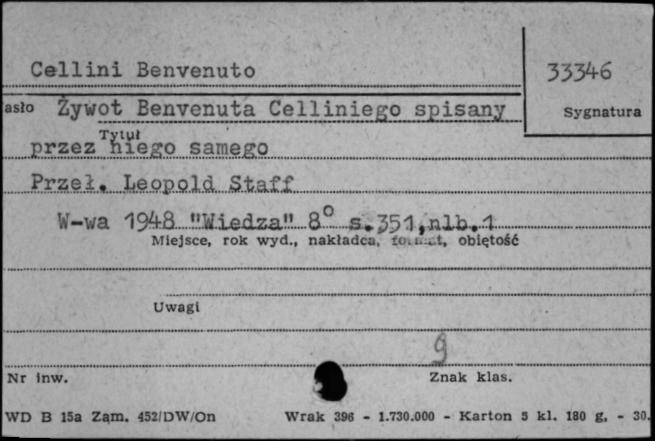 Cellini Benvenuto
33346
asło Żywot Benvenuta Celliniego spisany
Sygnatura
Tytuł
przez niego samego
Przeł. Leopold Staff
W-wa 1948 "Wiedza" 8° s.351,nlb.1
Miejsce, rok wyd., nakładca, format, obiętość
Uwagi
9
Nr inw.
Znak klas.
WD B 15a Zam. 452/DW/On Wrak 396 - 1.730.000 - Karton 5 kl. 180 g, - 30.